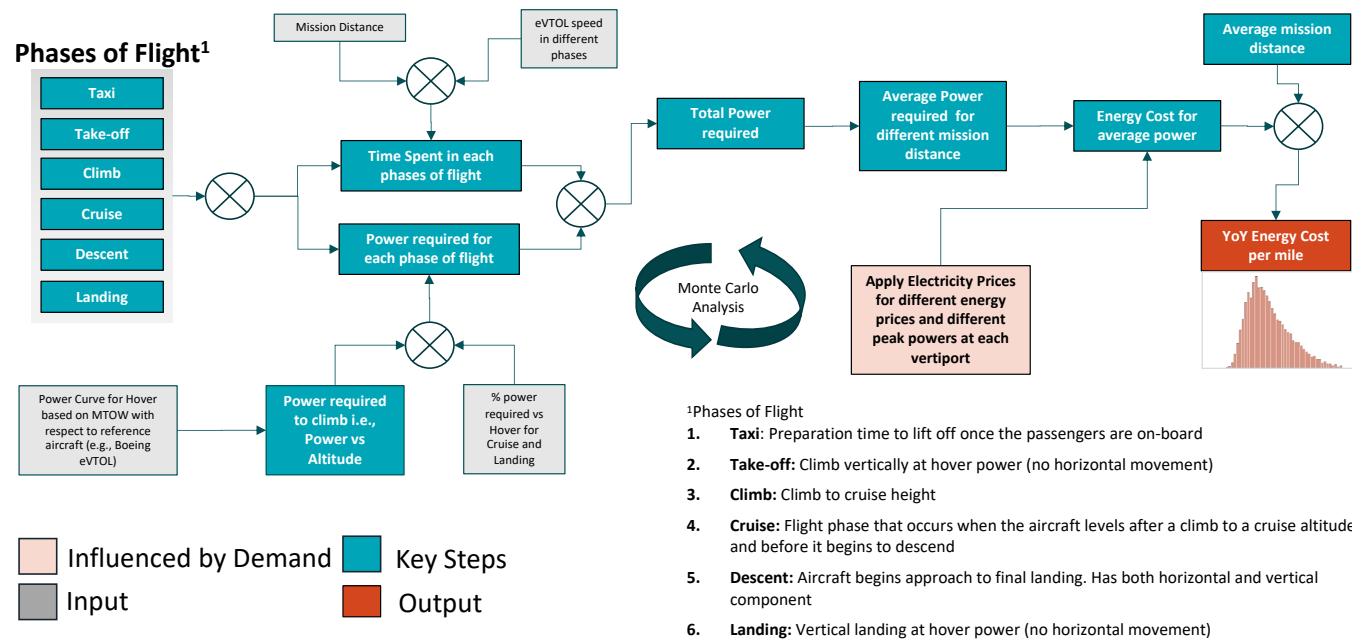 Phases of Flight1
Taxi
Take-off
Climb
Cruise
Descent
Landing
Mission Distance
eVTOL speed
in different
phases
Time Spent in each
phases of flight
Power required for
each phase of flight
Power Curve for Hover
based on MTOW with
respect to reference
aircraft (e.g., Boeing
eVTOL)
Power required
to climb i.e.,
Power vs
Altitude
% power
required vs
Hover for
Cruise and
Landing
Total Power
required
Average Power
required for
different mission
distance
Energy Cost for
average power
Average mission
distance
YoY Energy Cost
per mile
Monte Carlo
Analysis
Apply Electricity Prices
for different energy
prices and different
peak powers at each
vertiport
Influenced by Demand
Key Steps
Input
Output
1Phases of Flight
1. Taxi: Preparation time to lift off once the passengers are on-board
2. Take-off: Climb vertically at hover power (no horizontal movement)
3. Climb: Climb to cruise height
4. Cruise: Flight phase that occurs when the aircraft levels after a climb to a cruise altitude
and before it begins to descend
5. Descent: Aircraft begins approach to final landing. Has both horizontal and vertical
component
6. Landing: Vertical landing at hover power (no horizontal movement)